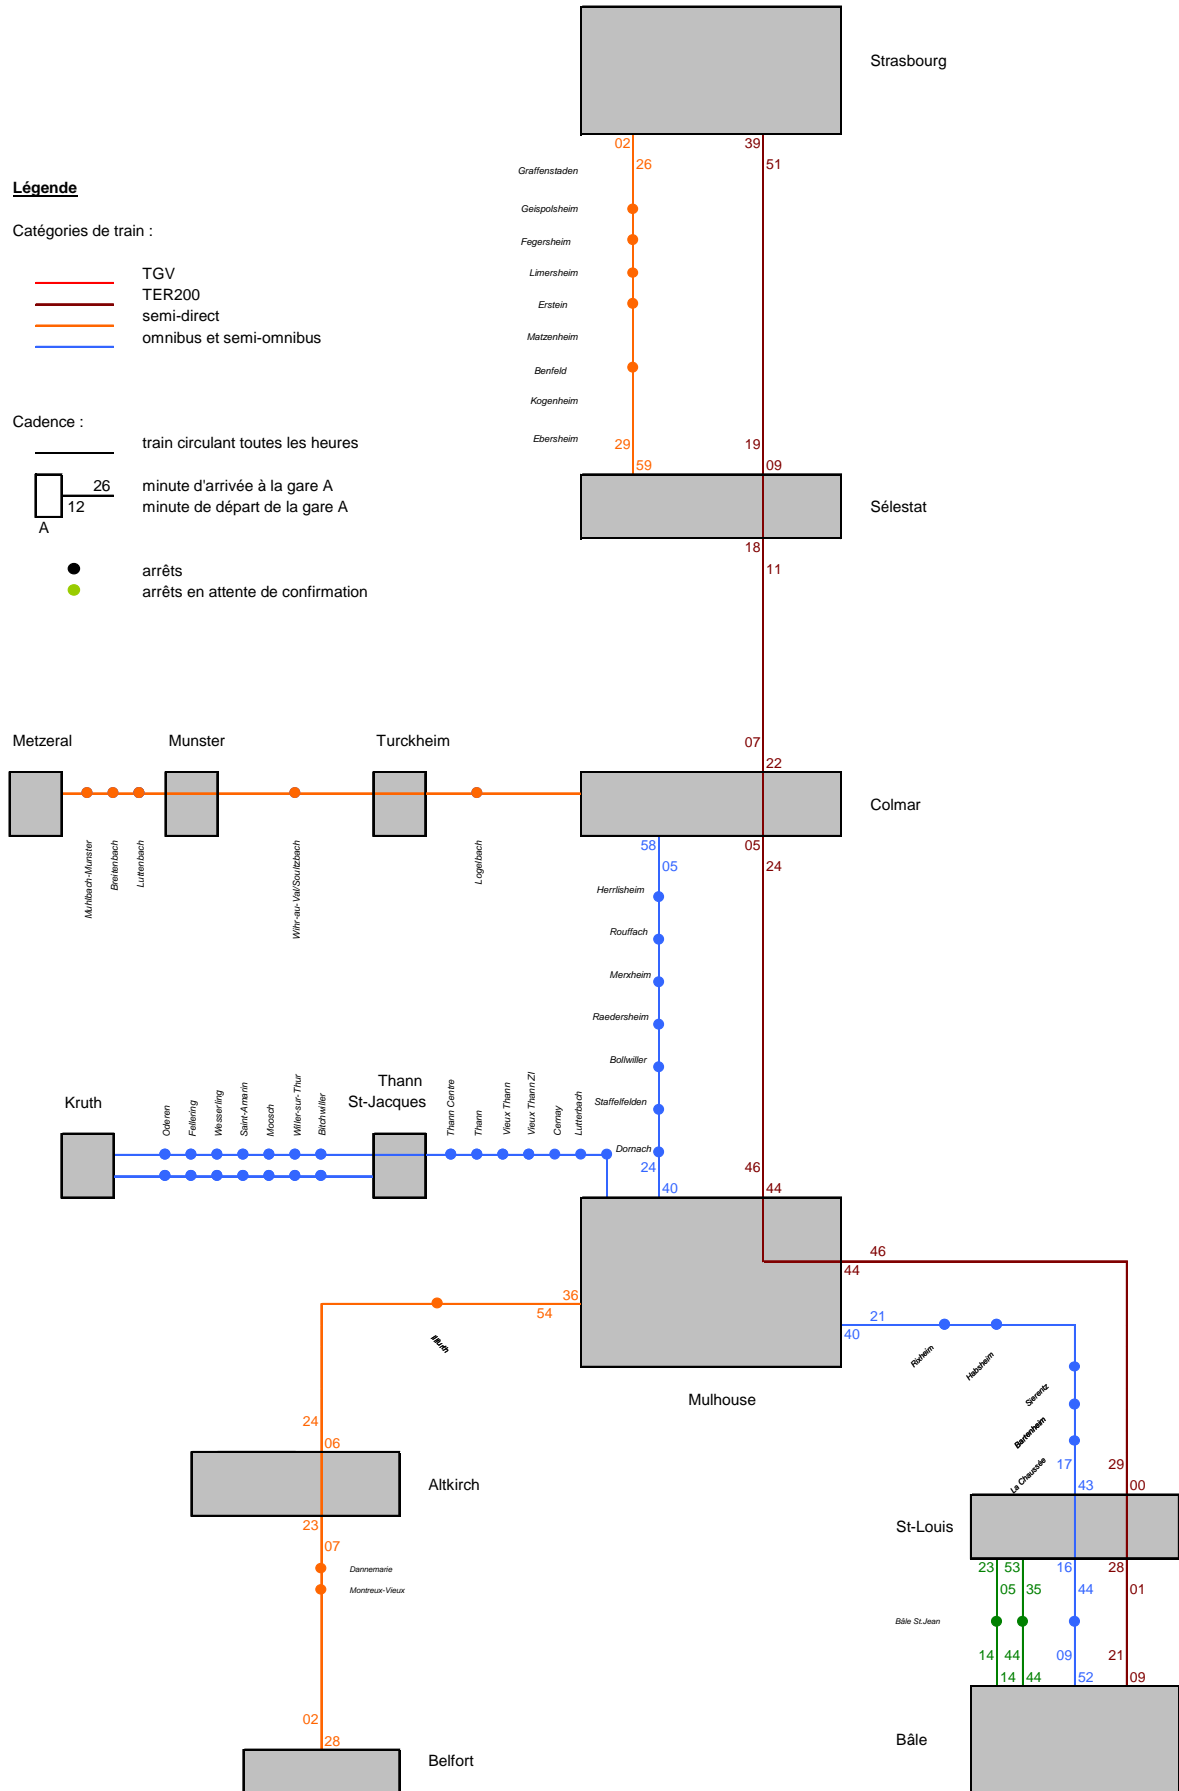 Strasbourg
02
39
26
51
Graffenstaden
Légende
Geispolsheim
Catégories de train :
Fegersheim
Limersheim
TGV
TER200
Erstein
semi-direct
omnibus et semi-omnibus
Matzenheim
Benfeld
Kogenheim
Cadence :
train circulant toutes les heures
Ebersheim
29
19
59
09
26
minute d'arrivée à la gare A
12
minute de départ de la gare A
A
Sélestat
18
11
arrêts
arrêts en attente de confirmation
Metzeral
Munster
Turckheim
07
22
Colmar
Muhlbach-Munster
Breitenbach
Luttenbach
Wihr-au-Val/Soultzbach
Logelbach
58
05
05
24
Herrlisheim
Rouffach
Merxheim
Raedersheim
Bollwiller
Staffelfelden
Dornach
Kruth
Oderen
Fellering
Wesserling
Saint-Amarin
Moosch
Willer-sur-Thur
Bitchwiller
Thann
St-Jacques
Thann Centre
Thann
Vieux Thann
Vieux Thann ZI
Cernay
Lutterbach
24
46
40
44
46
44
36
54
21
40
Illfurth
Rixheim
Habsheim
Mulhouse
Sierentz
Bartenheim
La Chaussée
24
06
Altkirch
17
29
43
00
St-Louis
23
07
Dannemarie
Montreux-Vieux
23
53
16
28
05
35
44
01
Bâle St.Jean
14
44
09
21
14
44
52
09
02
28
Belfort
Bâle